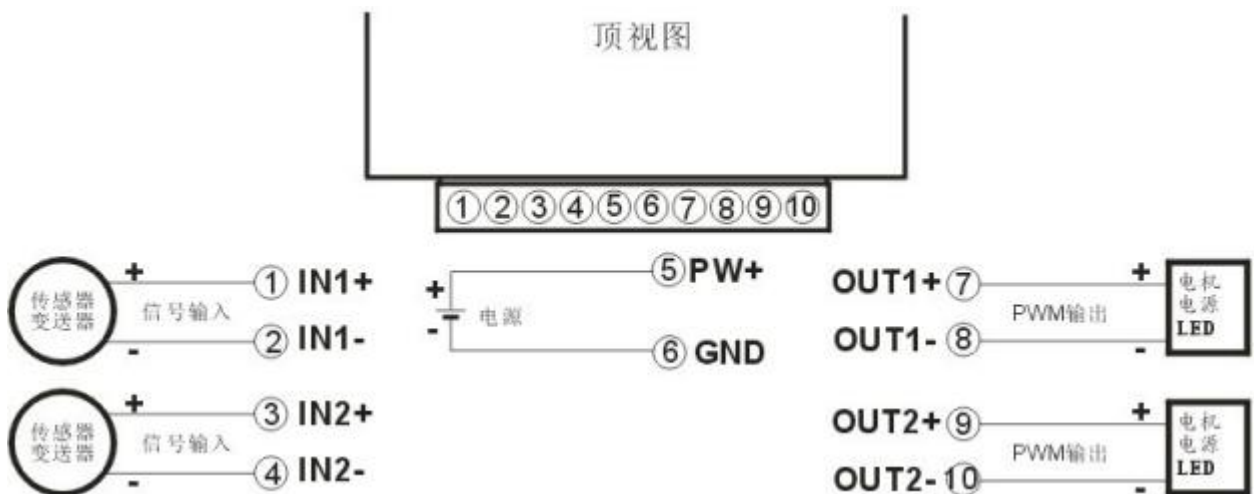 顶视图
①②③④⑤⑥⑦⑧⑨⑩
传感器
变送器
+
信号输入
-
① IN1+
② IN1-
+
电源
-
⑤ PW+
⑥ GND
OUT1+ ⑦
OUT1- ⑧
+
PWM输出
-
电机
电源
LED
传感器
变送器
+
信号输入
-
③ IN2+
④ IN2-
OUT2+ ⑨
OUT2- ⑩
+
PWM输出
-
电机
电源
LED